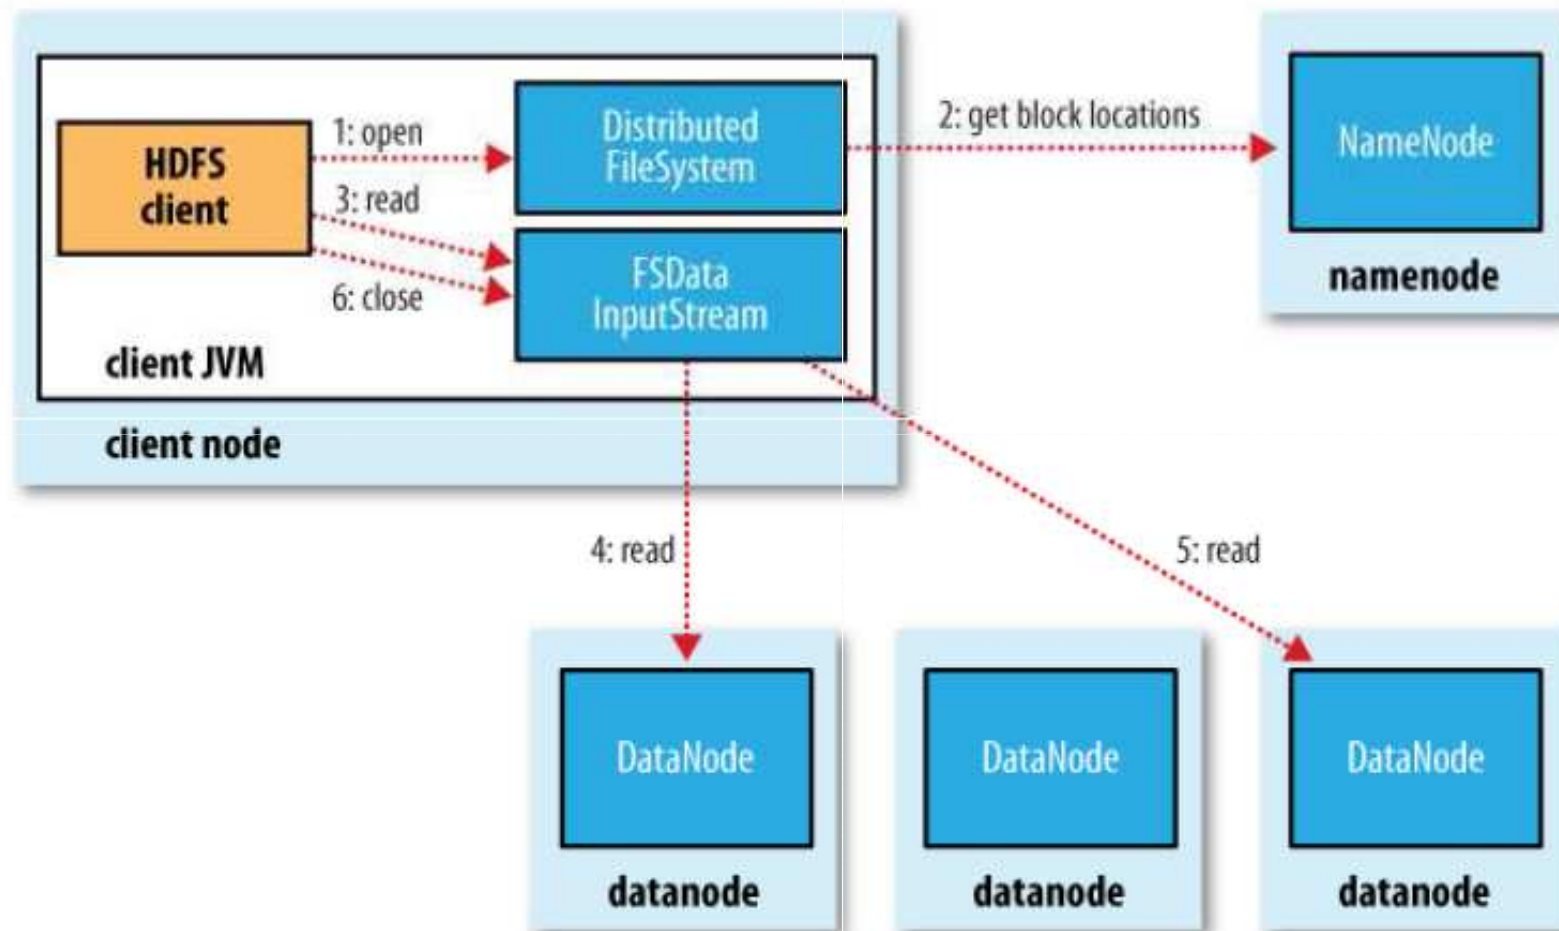 1: open
Distributed
FileSystem
2: get block locations
NameNode
HDFS
client
3: read
FSData
InputStream
6: close
namenode
client JVM
client node
4: read
5: read
DataNode
DataNode
DataNode
datanode
datanode
datanode